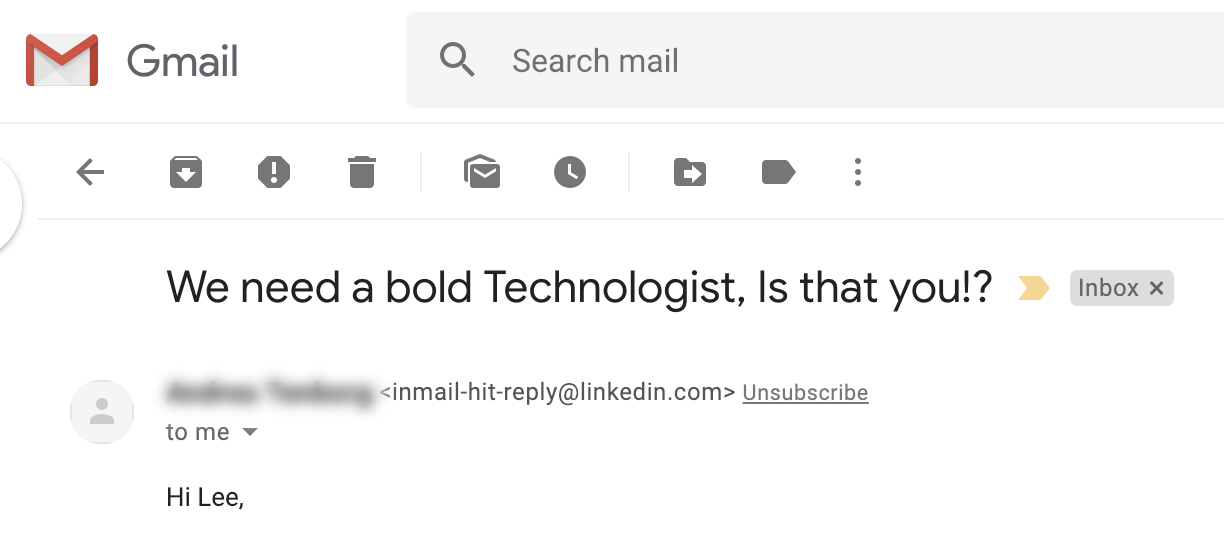 Gmail
Search mail
We need a bold Technologist, Is that you!? Inbox ×
<inmail-hit-reply@linkedin.com> Unsubscribe
to me
Hi Lee,